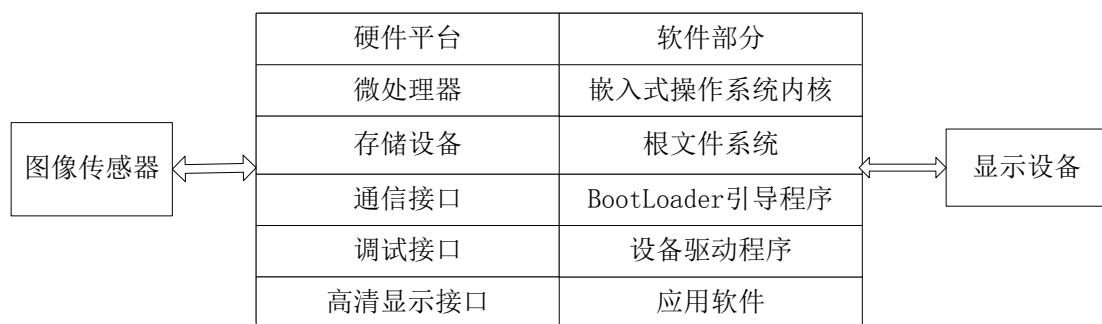 硬件平台 软件部分
微处理器 嵌入式操作系统内核
图像传感器 存储设备 根文件系统 显示设备
通信接口 BootLoader引导程序
调试接口 设备驱动程序
高清显示接口 应用软件